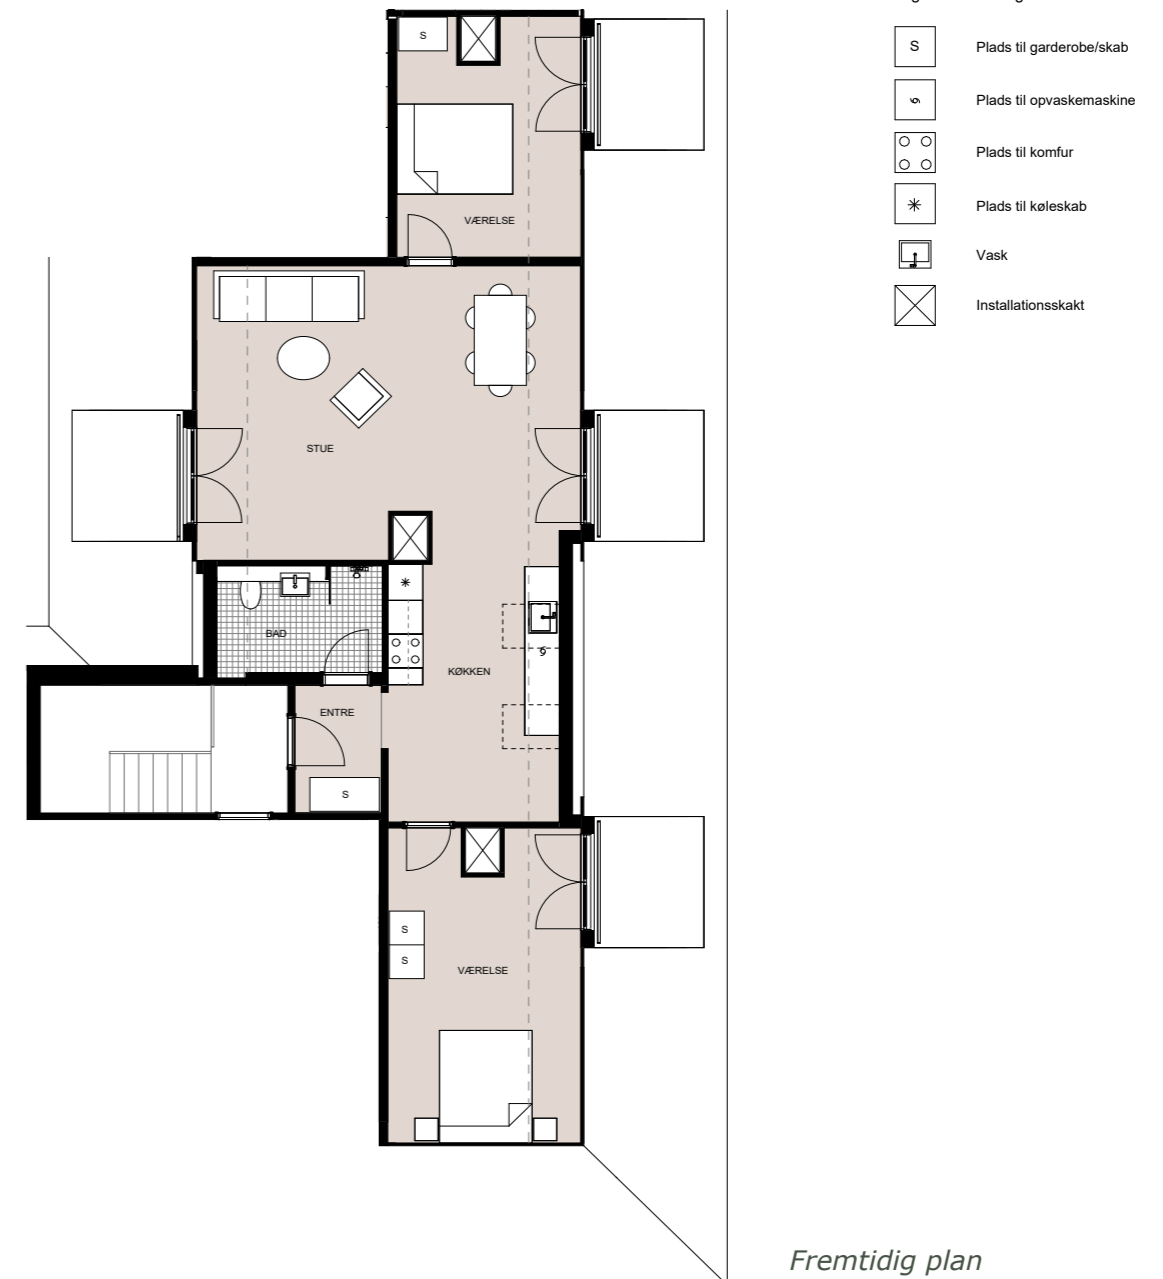 S
Plads til garderobe/skab
Plads til opvaskemaskine
Plads til komfur
Plads til køleskab
Vask
Installationsskakt
S
VÆRELSE
STUE
BAD
KØKKEN
ENTRE
S
S
S
VÆRELSE
Fremtidig plan